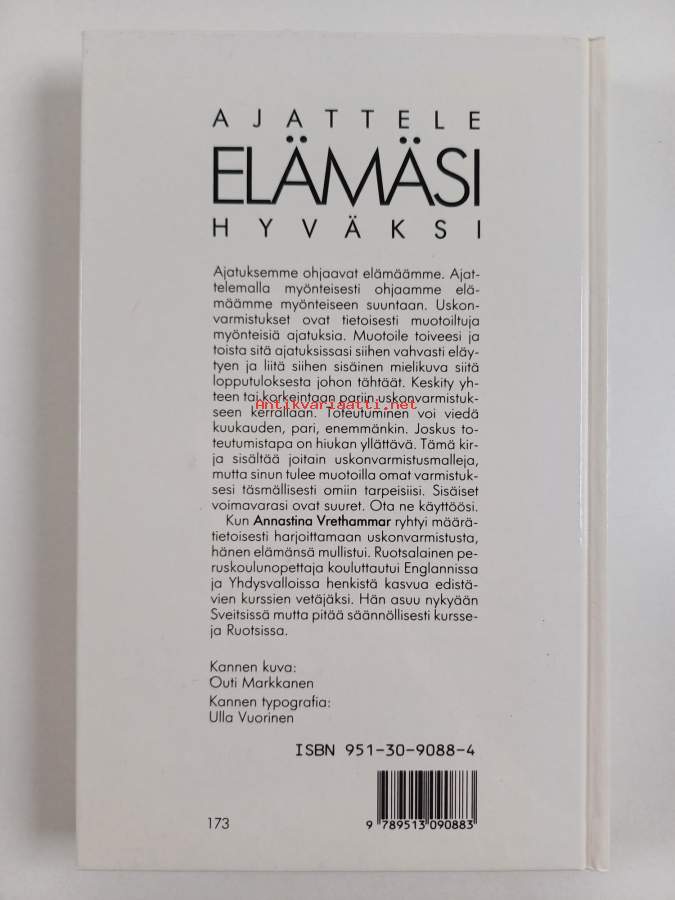 AJATTELE
ELÄMÄSI
HYVÄKSI
Ajatuksemme ohjaavat elämäämme. Ajat-
telemalla myönteisesti ohjaamme elä-
määmme myönteiseen suuntaan. Uskon-
varmistukset ovat tietoisesti muotoiltuja
myönteisiä ajatuksia. Muotoile toiveesi ja
toista sitä ajatuksissasi siihen vahvasti eläy-
tyen ja liitä siihen sisäinen mielikuva siitä
lopputuloksesta johon tähtäät. Keskity yh-
teen tai korkeintaan pariin uskonvarmistuk-
Antikvariaatti.net
seen kerrallaan. Toteutuminen voi viedä
kuukauden, pari, enemmänkin. Joskus to-
teutumistapa on hiukan yllättävä. Tämä kir-
ja sisältää joitain uskonvarmistusmalleja,
mutta sinun tulee muotoilla omat varmistuk-
sesi täsmällisesti omiin tarpeisiisi. Sisäiset
voimavarasi ovat suuret. Ota ne käyttöösi.
Kun Annastina Vrethammar ryhtyi määrä-
tietoisesti harjoittamaan uskonvarmistusta,
hänen elämänsä mullistui. Ruotsalainen pe-
ruskoulunopettaja kouluttautui Englannissa
ja Yhdysvalloissa henkistä kasvua edistä-
vien kurssien vetäjäksi. Hän asuu nykyään
Sveitsissä mutta pitää säännöllisesti kursse-
ja Ruotsissa.
Kannen kuva:
Outi Markkanen
Kannen typografia:
Ulla Vuorinen
ISBN 951-30-9088-4
173
9 789513 090883